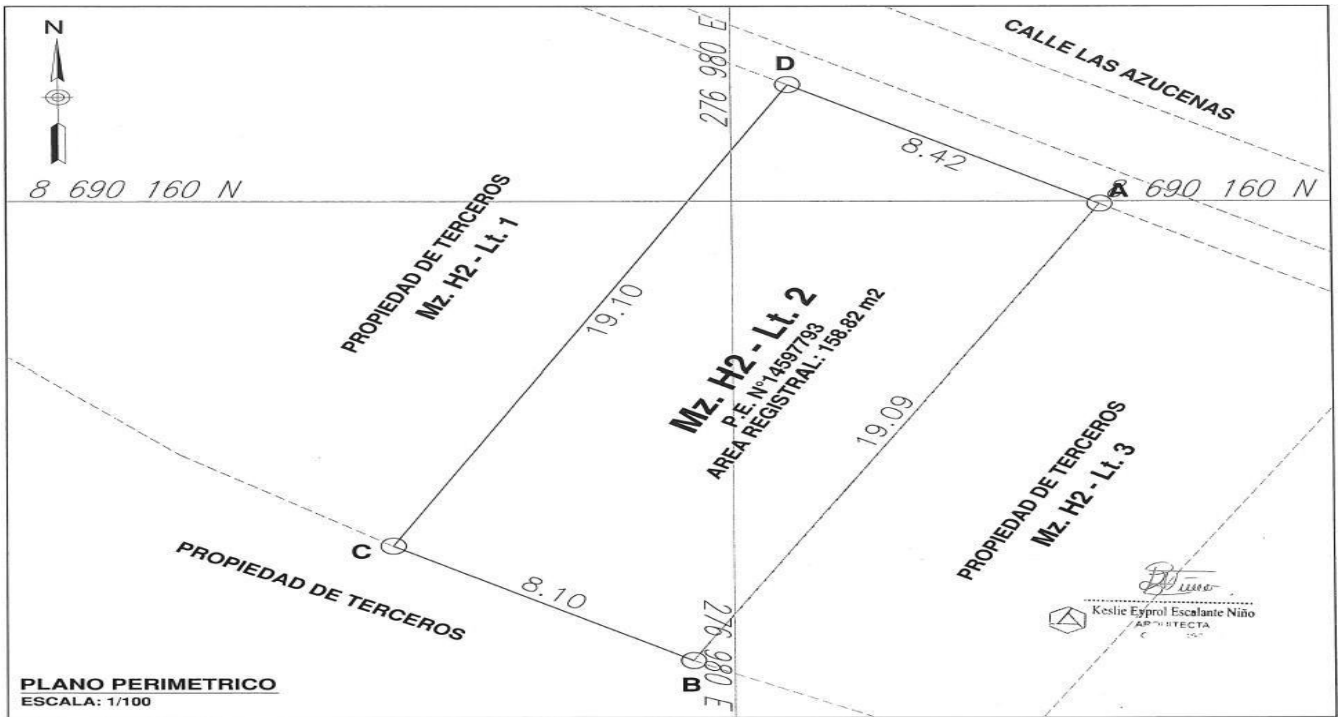 N
276 980 E
D
CALLE LAS AZUCENAS
8.42
8 690 160 N
A
8 690 160 N
PROPIEDAD DE TERCEROS
Mz. H2 - Lt. 1
19.10
Mz. H2 - Lt. 2
P.E. N°14597793
AREA REGISTRAL: 158.82 m2
19.09
PROPIEDAD DE TERCEROS
Mz. H2 - Lt. 3
C
PROPIEDAD DE TERCEROS
8.10
276 980 E
B
Keslie Eyprol Escalante Niño
ARQUITECTA
PLANO PERIMETRICO
ESCALA: 1/100